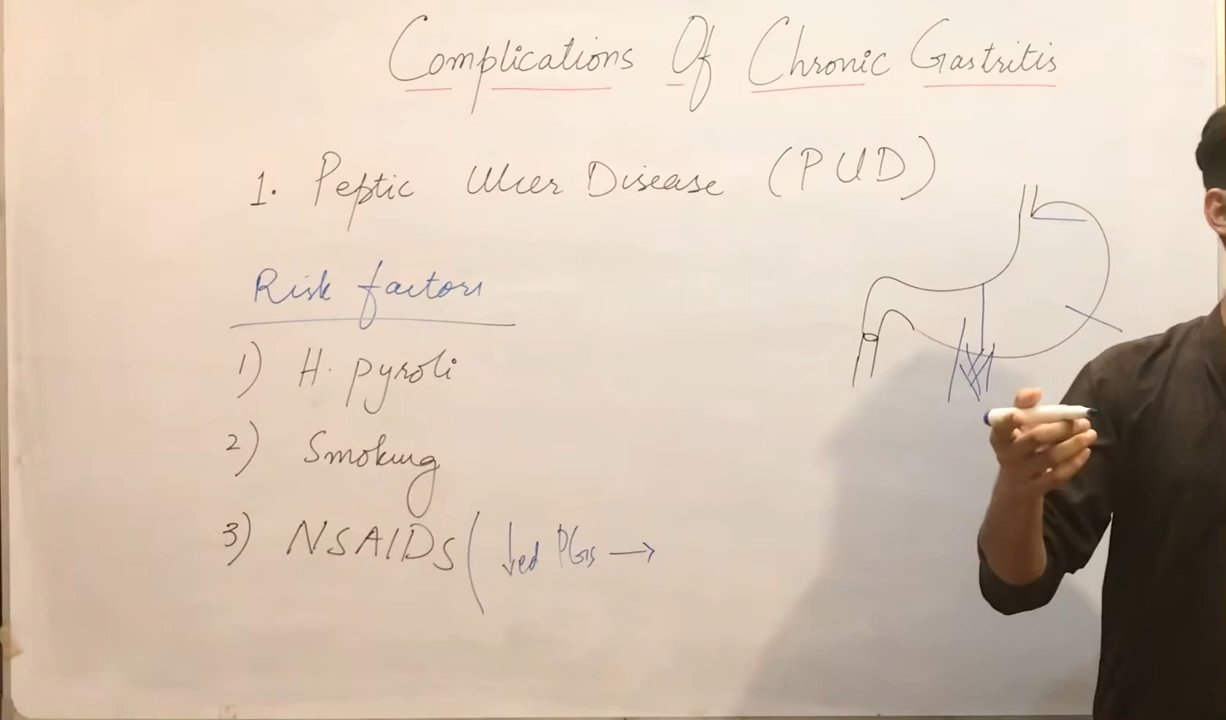 Complications Of Chronic Gastritis
1. Peptic Ulcer Disease (PUD)
Risk factors
1) H. pyroli
2) Smoking
3) NSAIDS ( ↓ed PGs →